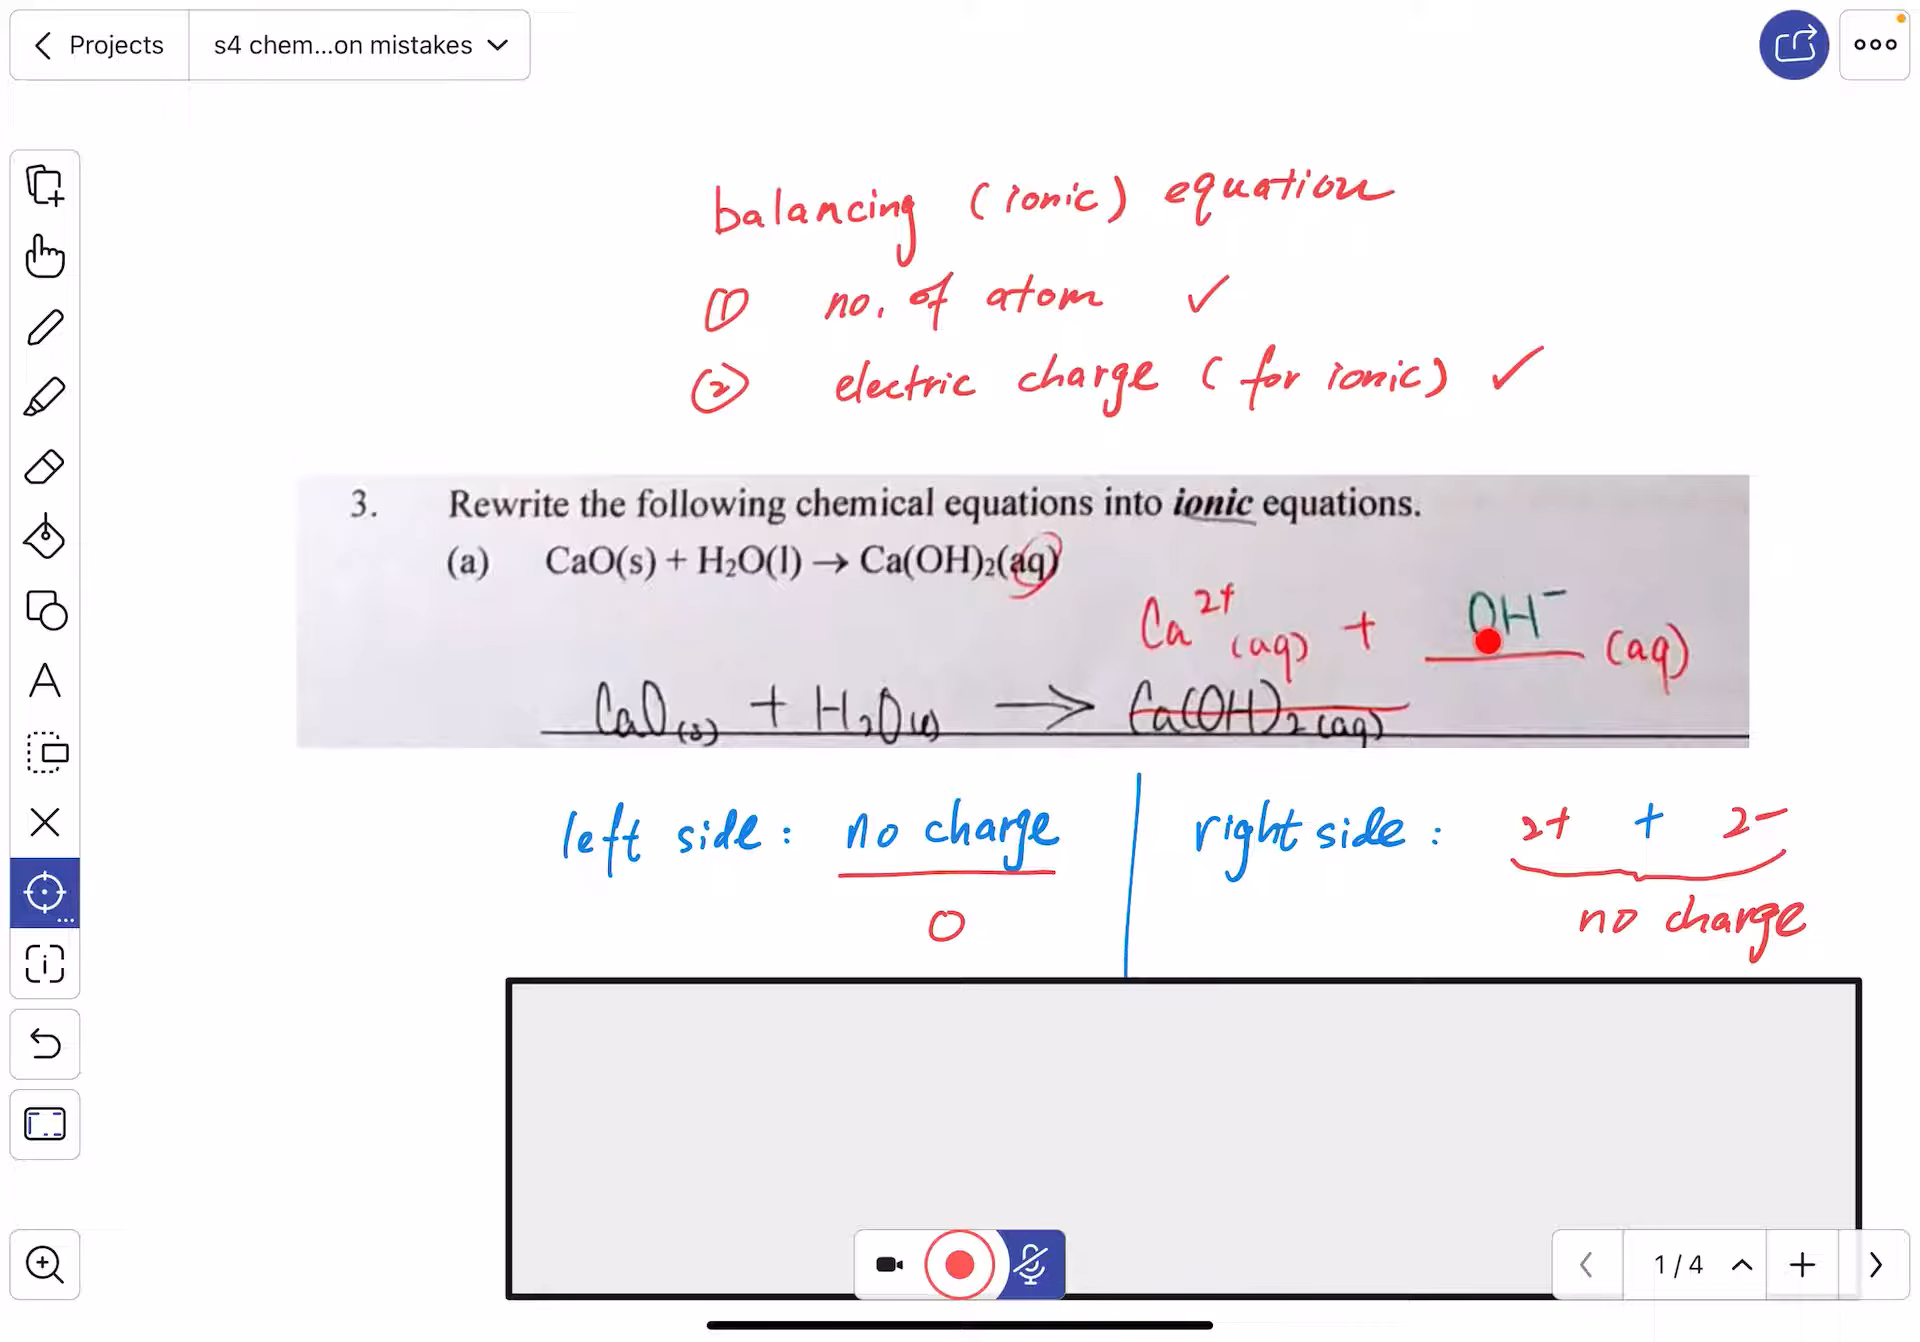 Projects
s4 chem...on mistakes
balancing (ionic) equation
① no. of atom ✓
② electric charge (for ionic) ✓
3. Rewrite the following chemical equations into ionic equations.
(a) CaO(s) + H₂O(l) → Ca(OH)₂(aq)
Ca²⁺(aq) + OH⁻ (aq)
CaO(s) + H₂O(l) → Ca(OH)₂(aq)
left side : no charge
0
right side : 2+ + 2-
no charge
1 / 4